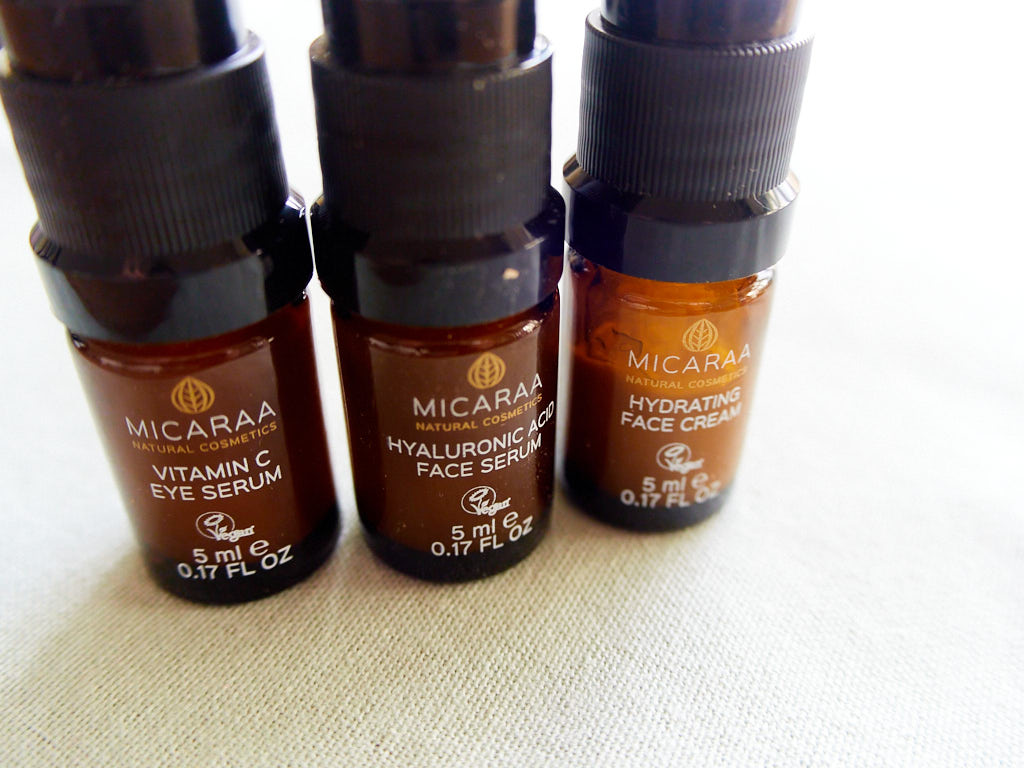 MICARAA
NATURAL COSMETICS
VITAMIN C
EYE SERUM
Vegan
5 ml e
0.17 FL OZ
MICARAA
NATURAL COSMETICS
HYALURONIC ACID
FACE SERUM
Vegan
5 ml e
0.17 FL OZ
MICARAA
NATURAL COSMETICS
HYDRATING
FACE CREAM
Vegan
5 ml e
0.17 FL OZ